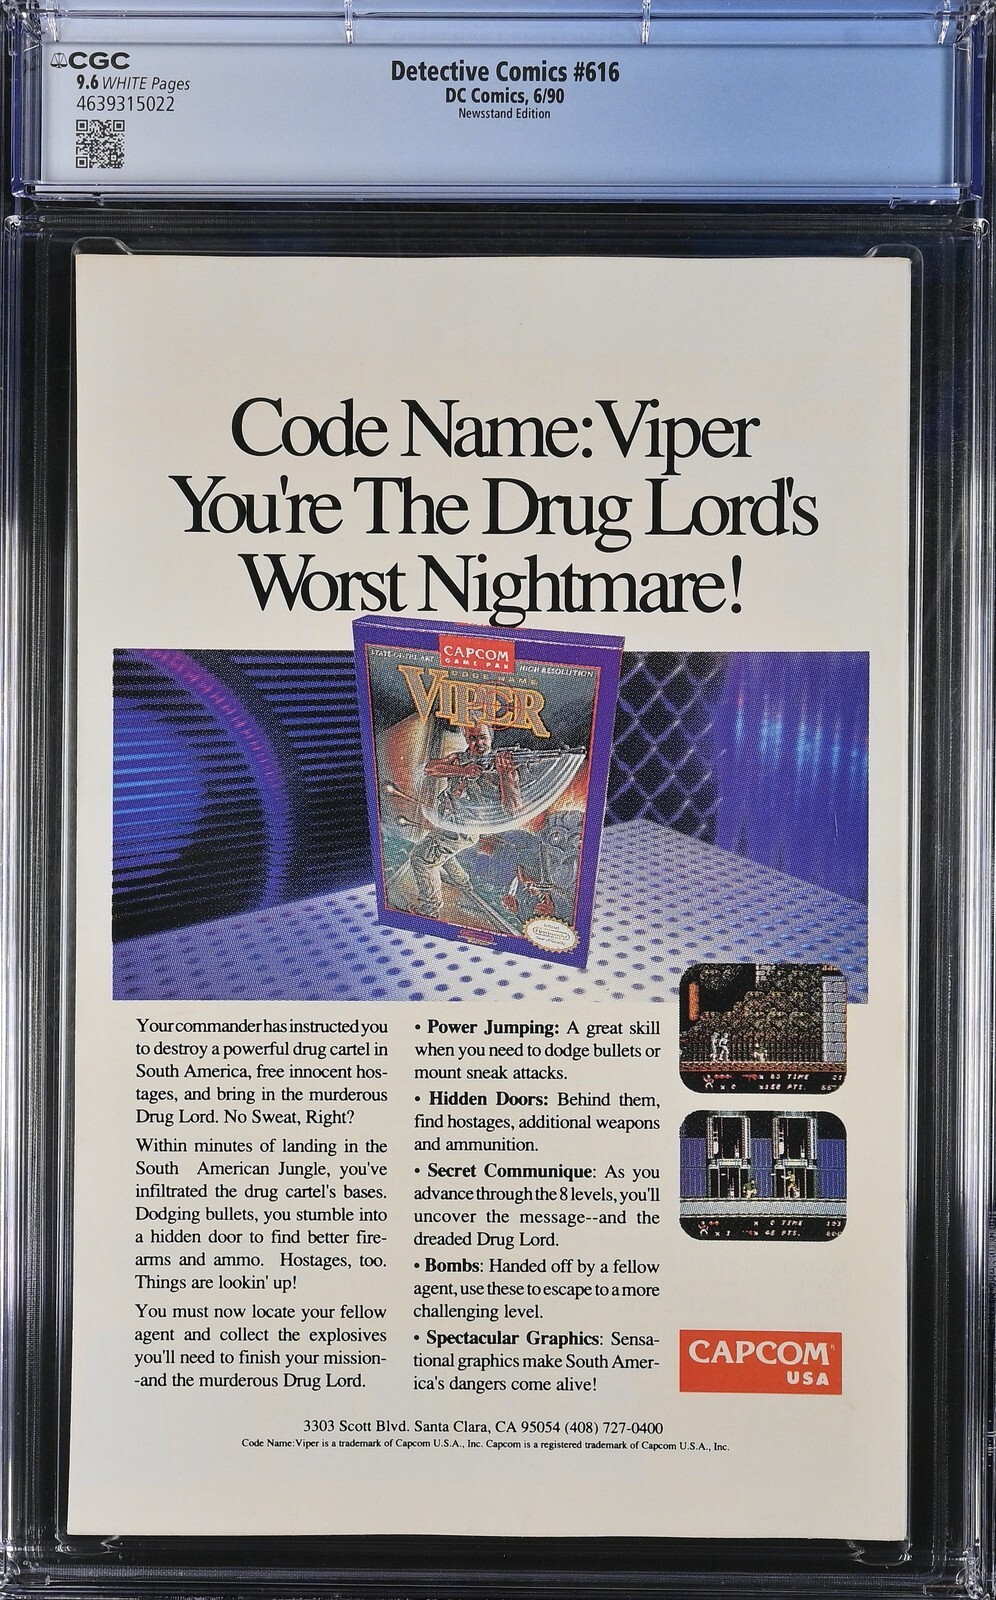 CGC
9.6 WHITE Pages
4639315022
Detective Comics #616
DC Comics, 6/90
Newsstand Edition
Code Name: Viper
You're The Drug Lord's
Worst Nightmare!
CAPCOM
GAME PAK
STATE-OF-THE-ART
HIGH RESOLUTION
CODE NAME
VIPER
Your commander has instructed you
to destroy a powerful drug cartel in
South America, free innocent hos-
tages, and bring in the murderous
Drug Lord. No Sweat, Right?
Within minutes of landing in the
South American Jungle, you've
infiltrated the drug cartel's bases.
Dodging bullets, you stumble into
a hidden door to find better fire-
arms and ammo. Hostages, too.
Things are lookin' up!
You must now locate your fellow
agent and collect the explosives
you'll need to finish your mission-
-and the murderous Drug Lord.
• Power Jumping: A great skill
when you need to dodge bullets or
mount sneak attacks.
• Hidden Doors: Behind them,
find hostages, additional weapons
and ammunition.
• Secret Communique: As you
advance through the 8 levels, you'll
uncover the message--and the
dreaded Drug Lord.
• Bombs: Handed off by a fellow
agent, use these to escape to a more
challenging level.
• Spectacular Graphics: Sensa-
tional graphics make South Amer-
ica's dangers come alive!
TIME
PTS.
TIME
PTS.
CAPCOM
USA
3303 Scott Blvd. Santa Clara, CA 95054 (408) 727-0400
Code Name: Viper is a trademark of Capcom U.S.A., Inc. Capcom is a registered trademark of Capcom U.S.A., Inc.